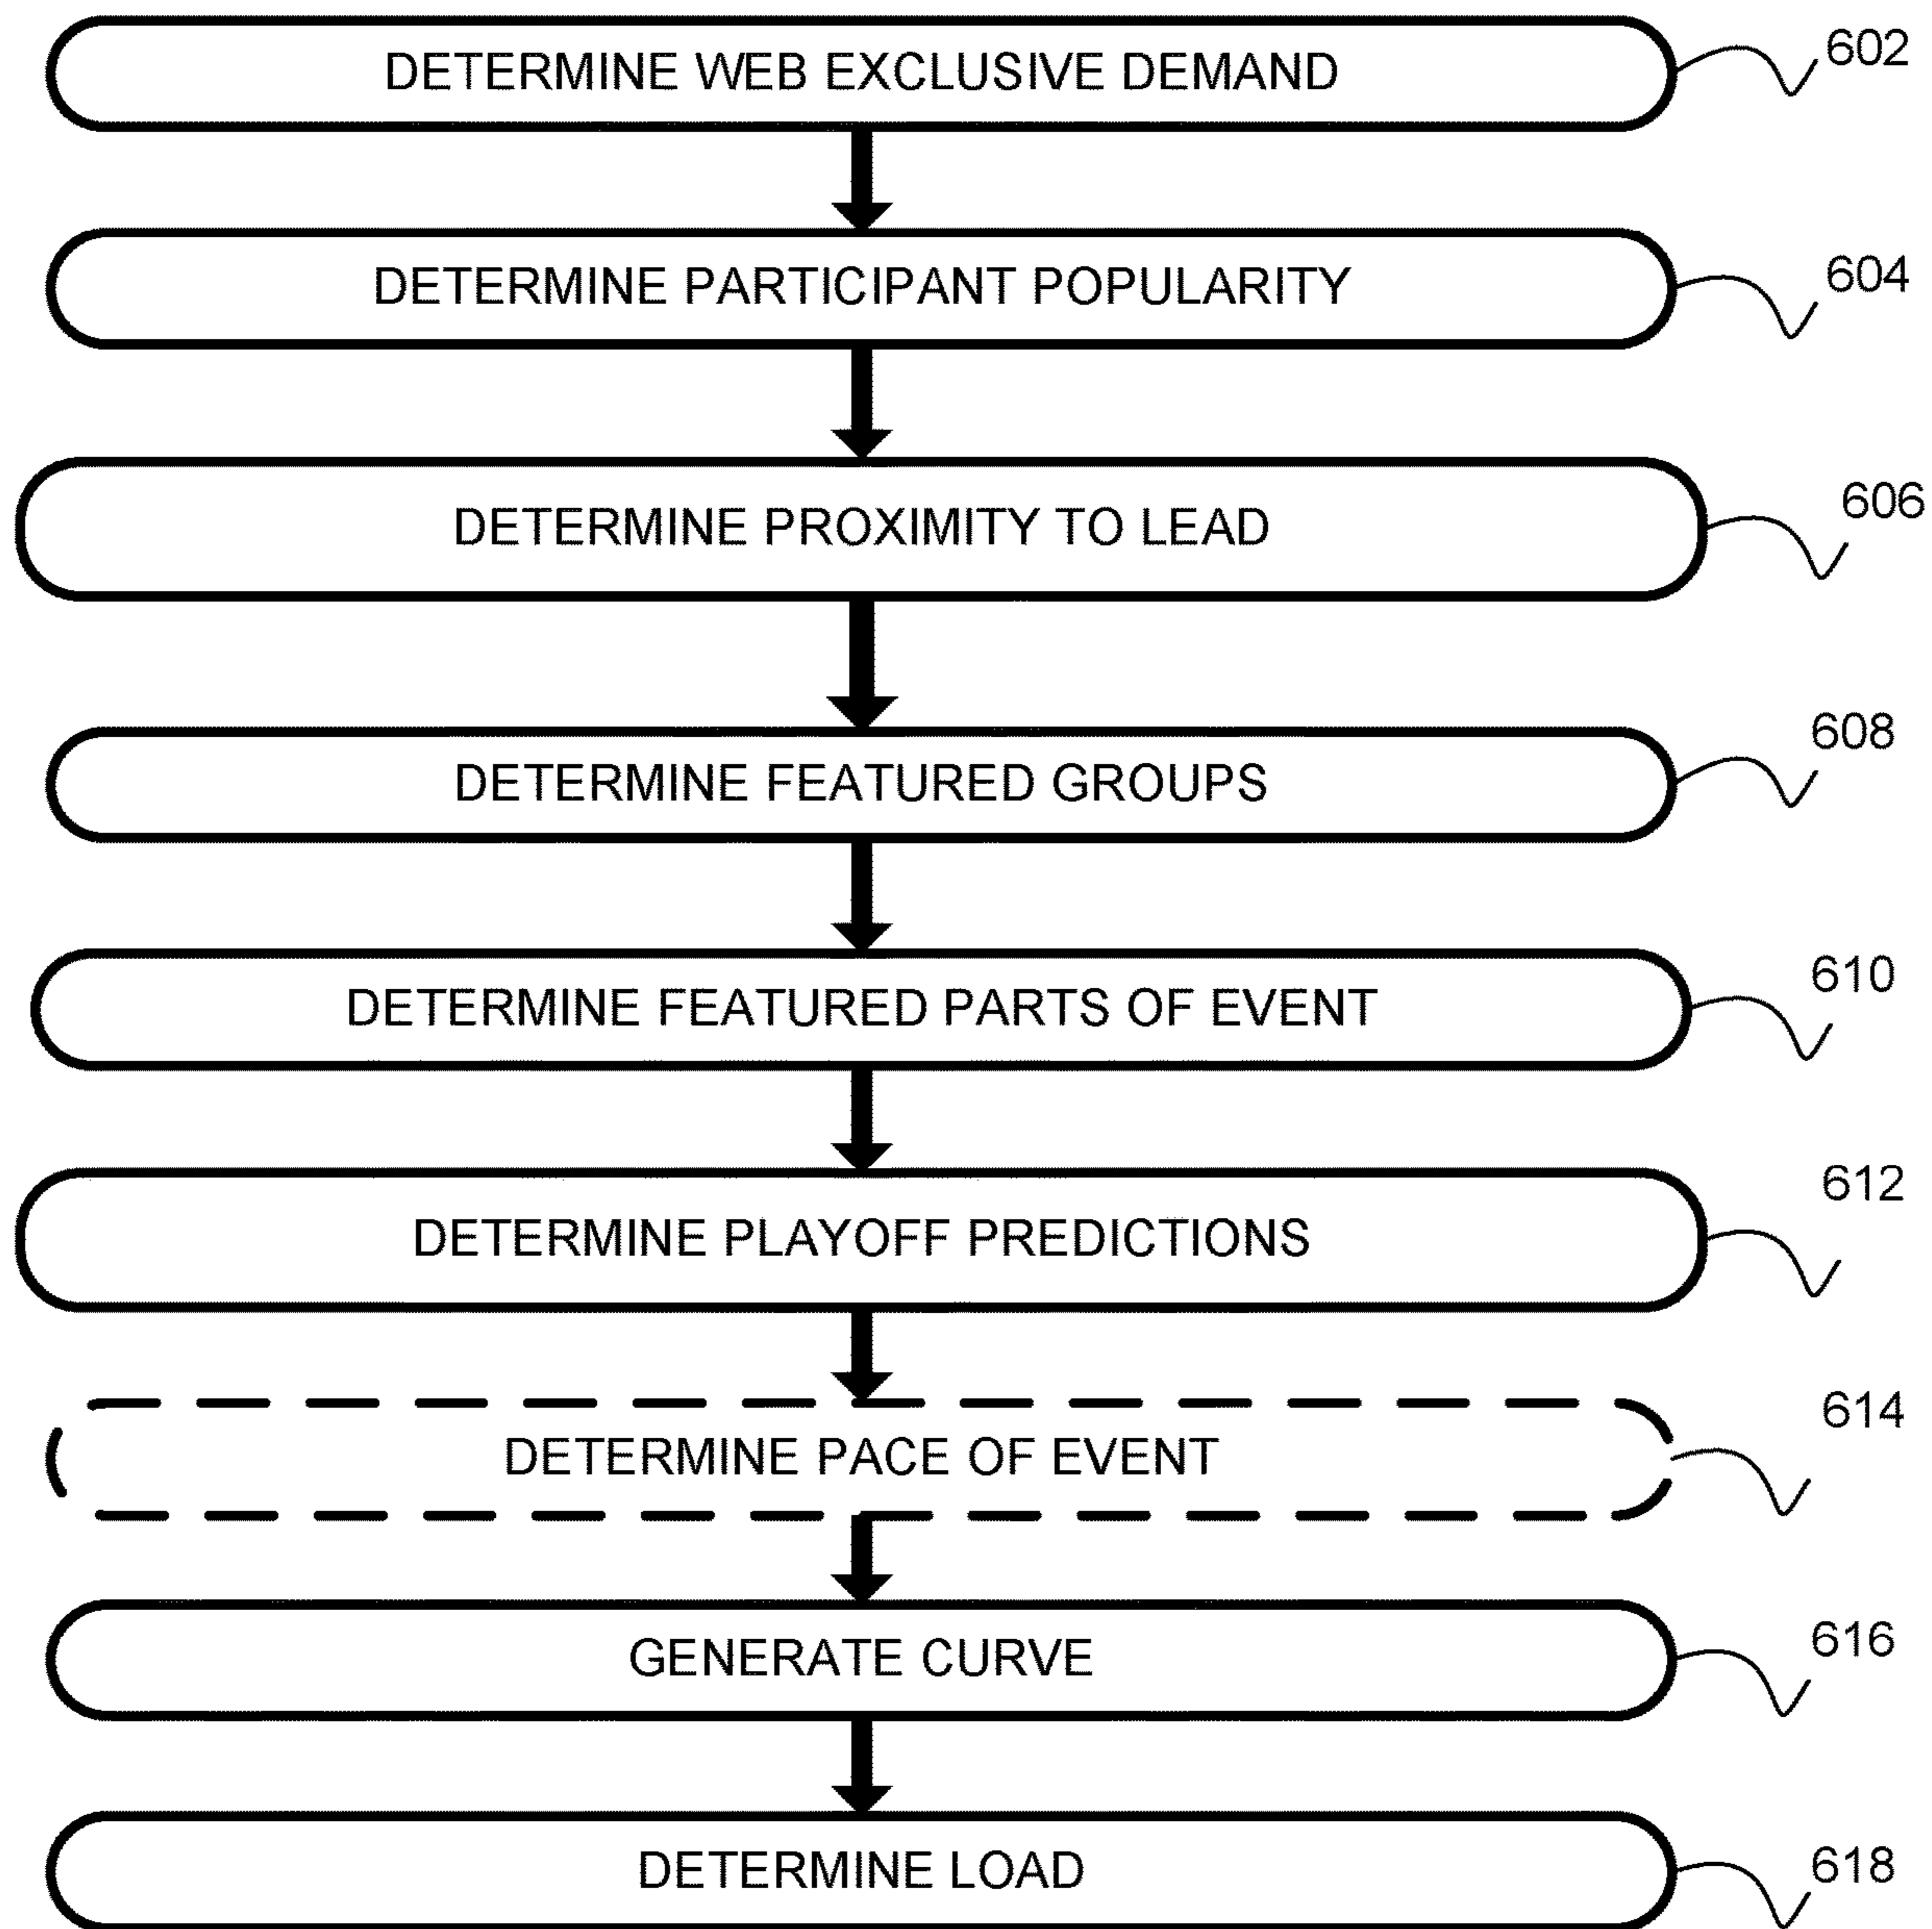 DETERMINE WEB EXCLUSIVE DEMAND
602
DETERMINE PARTICIPANT POPULARITY
604
DETERMINE PROXIMITY TO LEAD
606
DETERMINE FEATURED GROUPS
608
DETERMINE FEATURED PARTS OF EVENT
610
DETERMINE PLAYOFF PREDICTIONS
612
DETERMINE PACE OF EVENT
614
GENERATE CURVE
616
DETERMINE LOAD
618